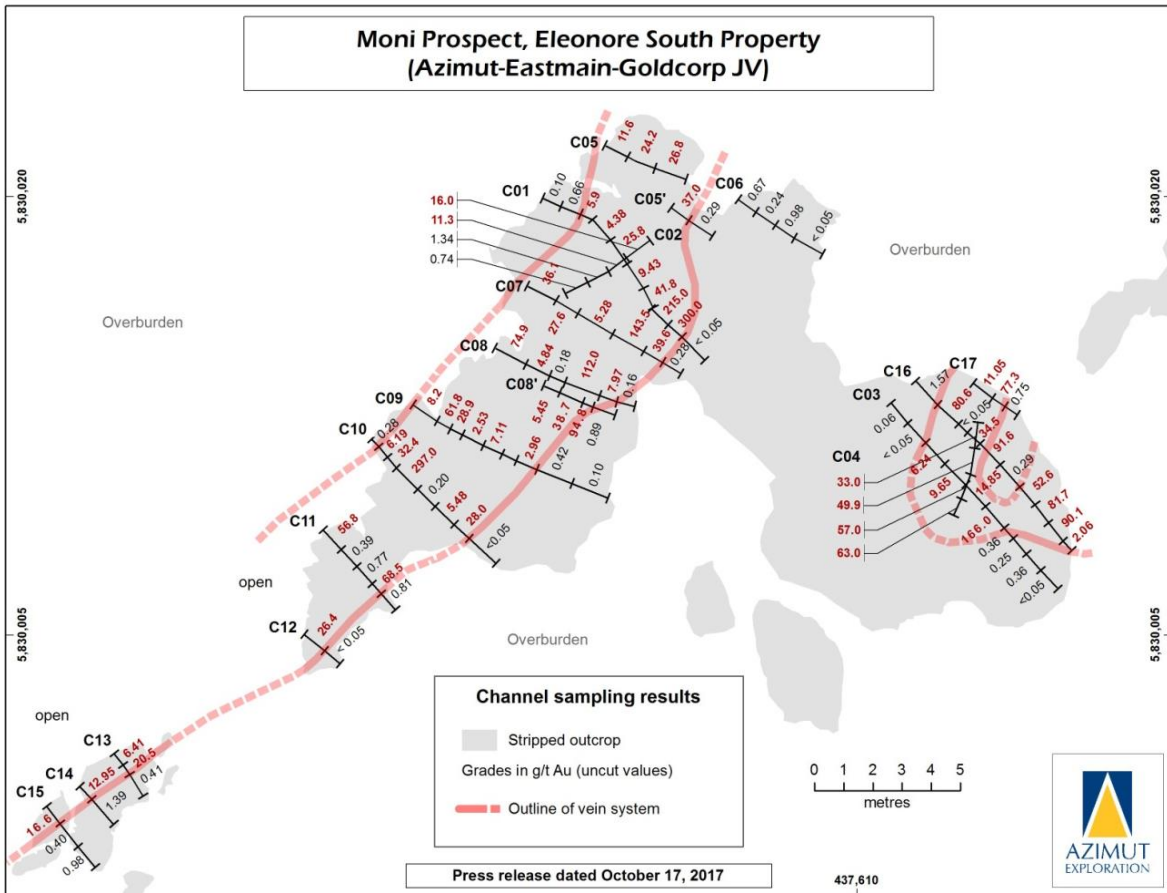 Moni Prospect, Eleonore South Property
(Azimut-Eastmain-Goldcorp JV)
5,830,020
5,830,020
C05
11.6
24.2
26.8
C01
0.10
0.66
5.9
4.38
25.8
9.43
41.8
215.0
300.0
< 0.05
C05'
37.0
0.29
C06
0.67
0.24
0.98
< 0.05
Overburden
C02
16.0
11.3
1.34
0.74
Overburden
C07
36.1
27.6
5.28
143.5
39.6
0.28
C08
74.9
4.84
0.18
112.0
7.97
0.16
C08'
5.45
38.7
94.8
0.89
C09
8.2
61.8
28.9
2.53
7.11
2.96
0.42
0.10
C10
0.28
6.19
32.4
297.0
0.20
5.48
28.0
<0.05
C16
1.57
80.6
< 0.05
34.5
91.6
0.29
52.6
81.7
90.1
2.06
C17
11.05
77.3
0.75
C03
0.06
< 0.05
6.24
9.65
14.85
166.0
0.36
0.25
0.36
<0.05
C04
33.0
49.9
57.0
63.0
C11
56.8
0.39
0.77
68.5
0.81
open
C12
26.4
< 0.05
5,830,005
5,830,005
Overburden
open
C13
6.41
20.5
0.41
C14
12.95
1.39
C15
16.6
0.40
0.98
Channel sampling results
Stripped outcrop
Grades in g/t Au (uncut values)
Outline of vein system
0 1 2 3 4 5
metres
AZIMUT
EXPLORATION
Press release dated October 17, 2017
437,610